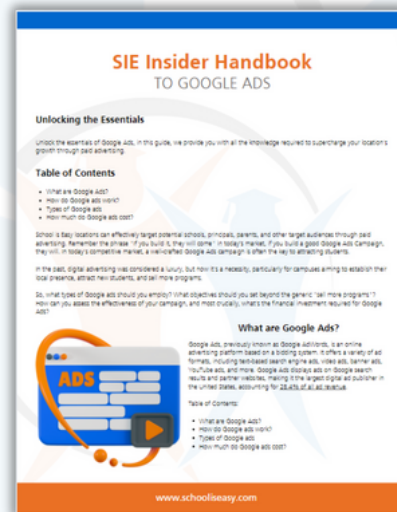 SIE Insider Handbook
TO GOOGLE ADS
Unlocking the Essentials
Unlock the essentials of Google Ads, in this guide, we provide you with all the knowledge required to supercharge your location's
growth through paid advertising.
Table of Contents
• What are Google Ads?
• How do Google ads work?
• Types of Google ads
• How much do Google ads cost?
School is Easy locations can effectively target potential schools, principals, parents, and other target audiences through paid
advertising. Remember the phrase "if you build it, they will come" in today's market, if you build a good Google Ads Campaign,
they will. In today's competitive market, a well-crafted Google Ads campaign is often the key to attracting students.
In the past, digital advertising was considered a luxury, but now it's a necessity, particularly for campuses aiming to establish their
local presence, attract new students, and sell more programs.
So, what types of Google ads should you employ? What objectives should you set beyond the generic "sell more programs"?
How can you assess the effectiveness of your campaign, and most crucially, what's the financial investment required for Google
Ads?
What are Google Ads?
Google Ads, previously known as Google AdWords, is an online
advertising platform based on a bidding system. It offers a variety of ad
formats, including text-based search engine ads, video ads, banner ads,
YouTube ads, and more. Google Ads displays ads on Google search
results and partner websites, making it the largest digital ad publisher in
the United States, accounting for 28.4% of all ad revenue.
Table of Contents:
• What are Google Ads?
• How do Google ads work?
• Types of Google ads
• How much do Google ads cost?
ADS
www.schooliseasy.com